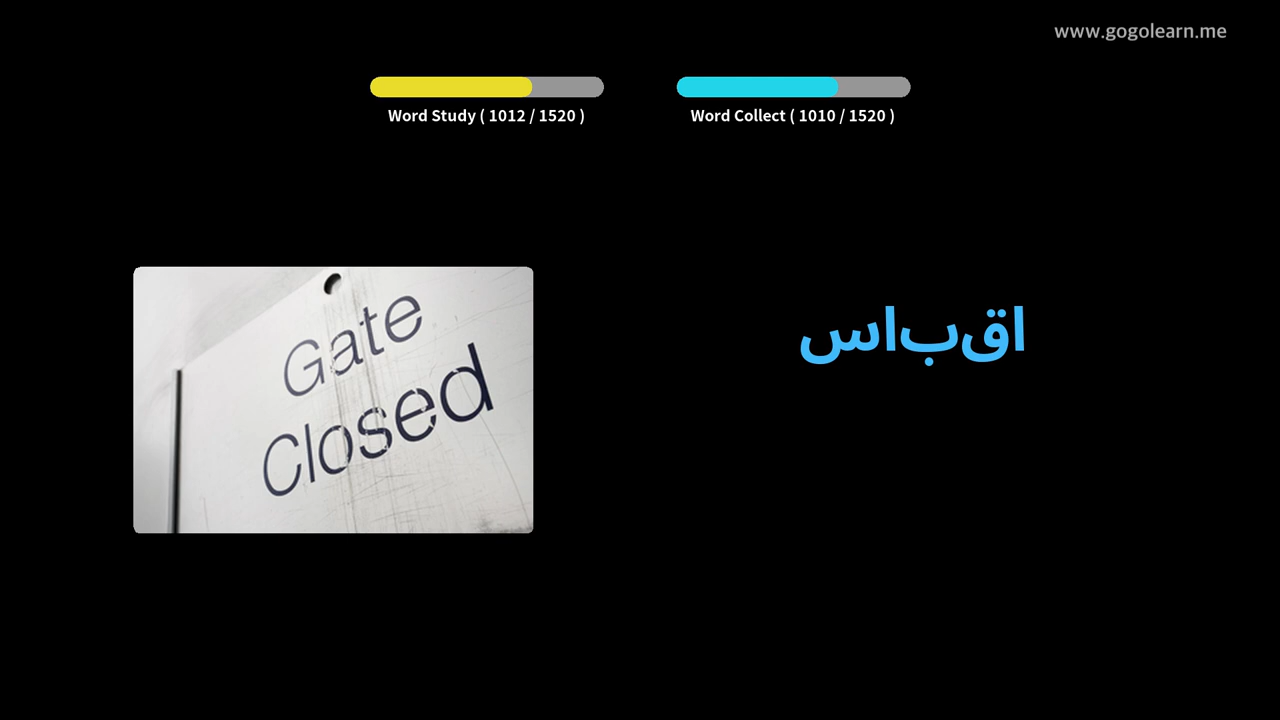 www.gogolearn.me
Word Study ( 1012 / 1520 )
Word Collect ( 1010 / 1520 )
Gate
Closed
اقباس